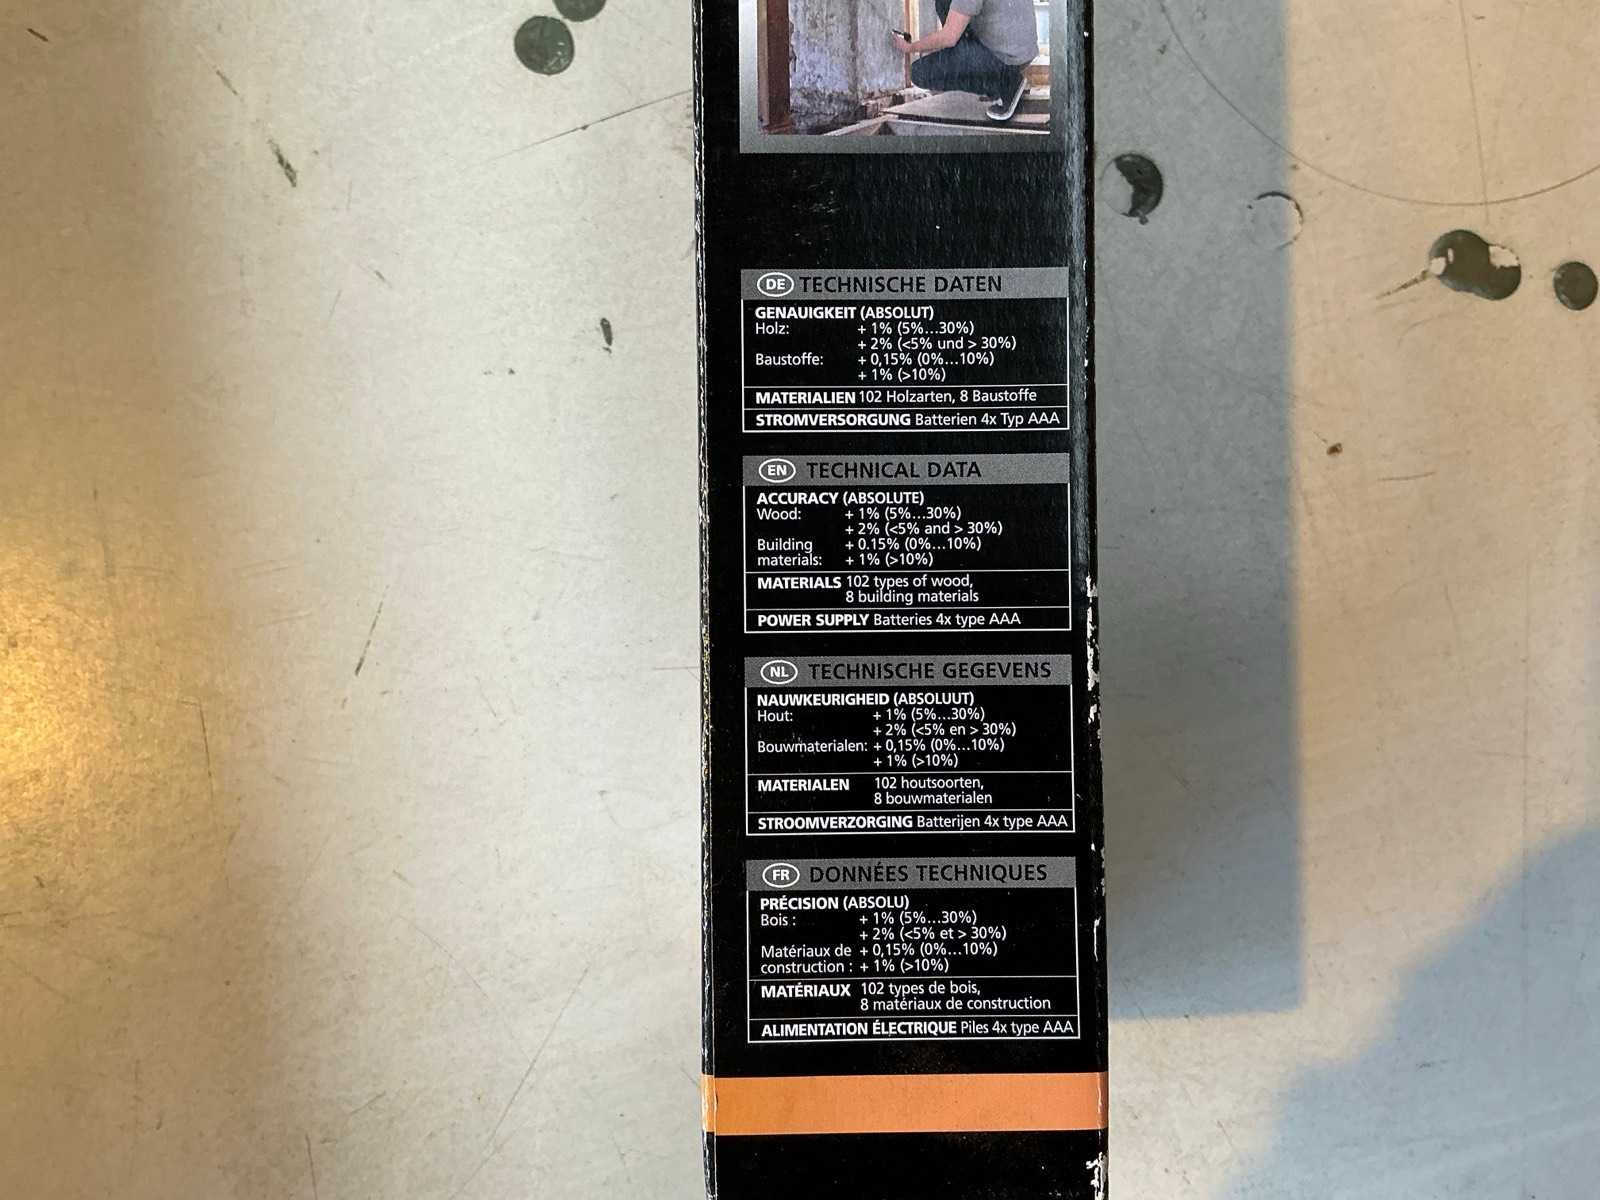 DE TECHNISCHE DATEN
GENAUIGKEIT (ABSOLUT)
Holz: + 1% (5%...30%)
+ 2% (<5% und > 30%)
Baustoffe: + 0,15% (0%...10%)
+ 1% (>10%)
MATERIALIEN 102 Holzarten, 8 Baustoffe
STROMVERSORGUNG Batterien 4x Typ AAA
EN TECHNICAL DATA
ACCURACY (ABSOLUTE)
Wood: + 1% (5%...30%)
+ 2% (<5% and > 30%)
Building + 0.15% (0%...10%)
materials: + 1% (>10%)
MATERIALS 102 types of wood,
8 building materials
POWER SUPPLY Batteries 4x type AAA
NL TECHNISCHE GEGEVENS
NAUWKEURIGHEID (ABSOLUUT)
Hout: + 1% (5%...30%)
+ 2% (<5% en > 30%)
Bouwmaterialen: + 0,15% (0%...10%)
+ 1% (>10%)
MATERIALEN 102 houtsoorten,
8 bouwmaterialen
STROOMVERZORGING Batterijen 4x type AAA
FR DONNÉES TECHNIQUES
PRÉCISION (ABSOLU)
Bois : + 1% (5%...30%)
+ 2% (<5% et > 30%)
Matériaux de + 0,15% (0%...10%)
construction : + 1% (>10%)
MATÉRIAUX 102 types de bois,
8 matériaux de construction
ALIMENTATION ÉLECTRIQUE Piles 4x type AAA